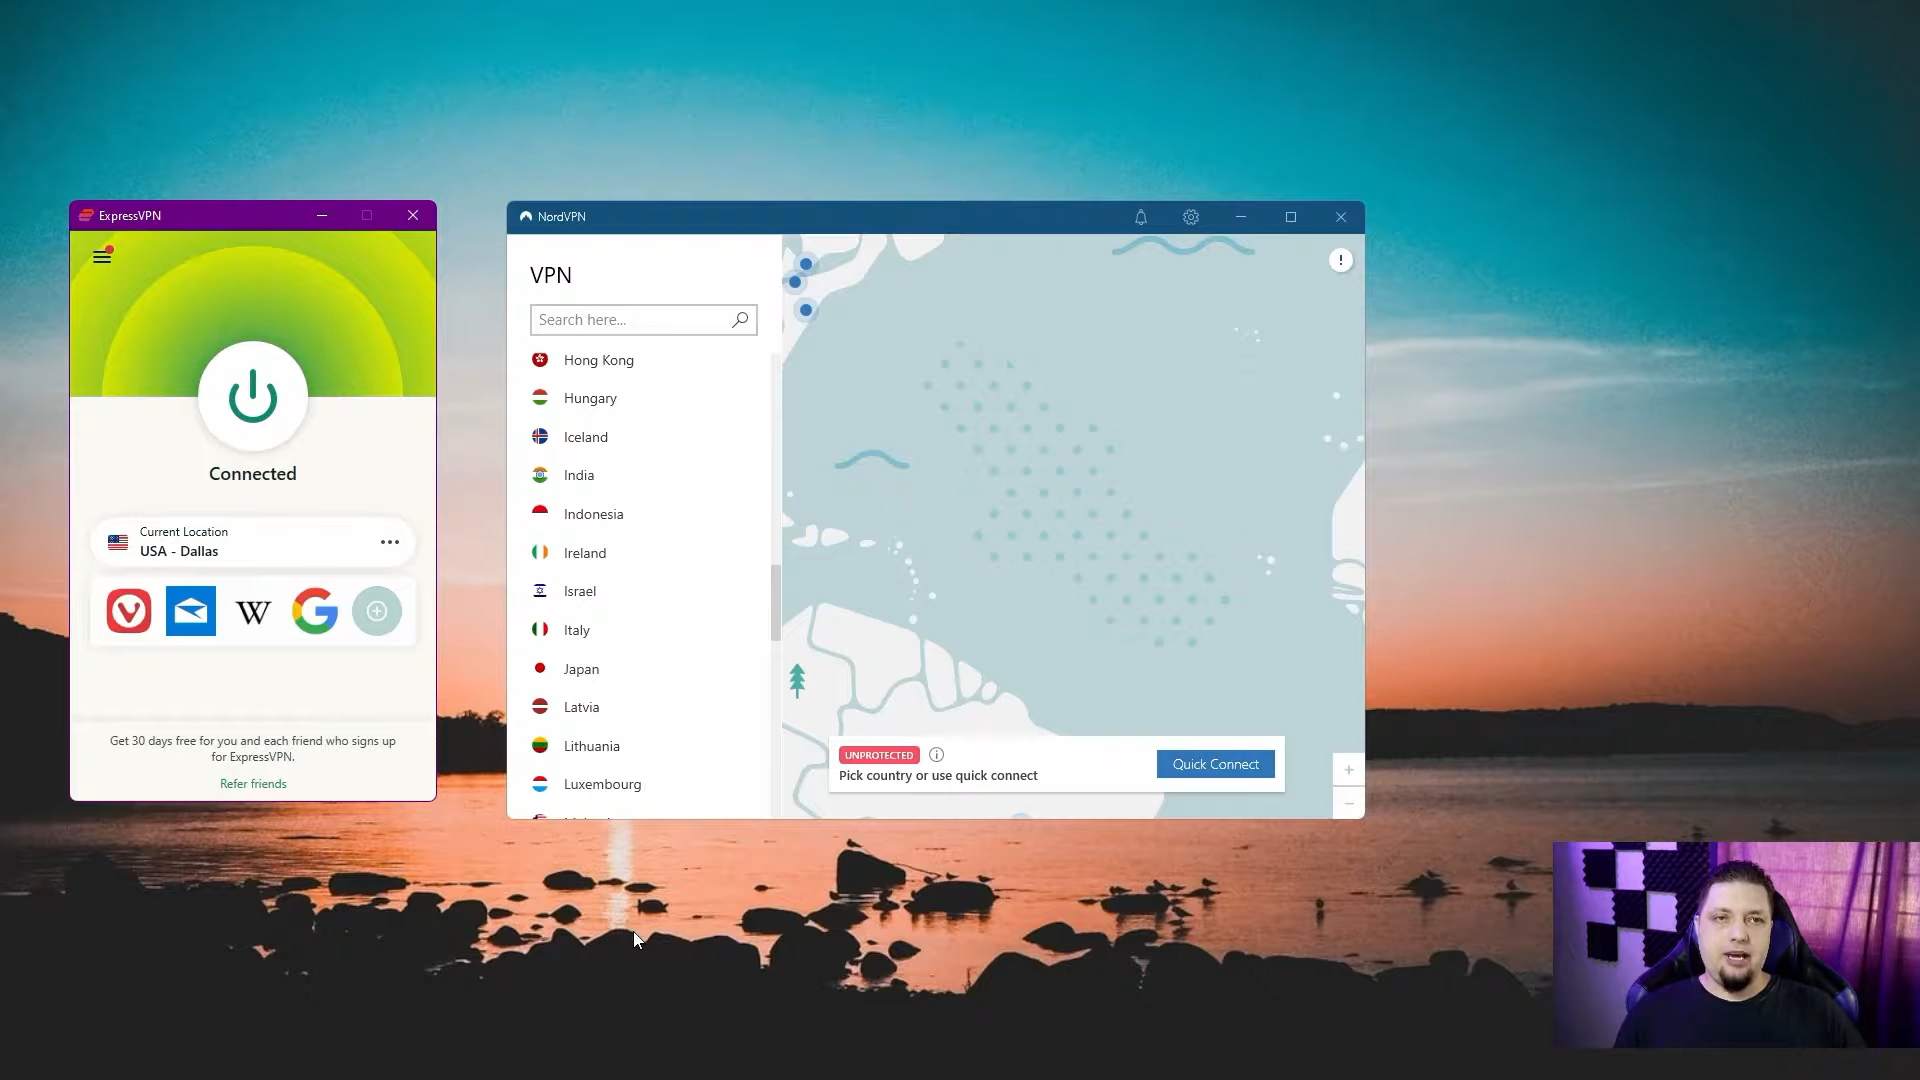 ExpressVPN
Connected
Current Location
USA - Dallas
Get 30 days free for you and each friend who signs up
for ExpressVPN.
Refer friends
NordVPN
VPN
Search here...
Hong Kong
Hungary
Iceland
India
Indonesia
Ireland
Israel
Italy
Japan
Latvia
Lithuania
Luxembourg
UNPROTECTED
Pick country or use quick connect
Quick Connect